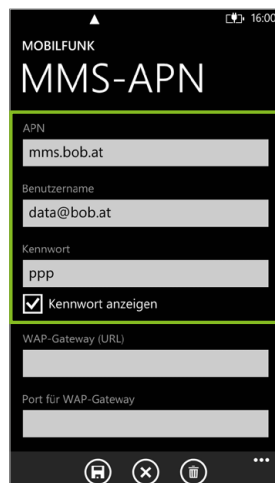 16:00
MOBILFUNK
MMS-APN
APN
mms.bob.at
Benutzername
data@bob.at
Kennwort
ppp
Kennwort anzeigen
WAP-Gateway (URL)
Port für WAP-Gateway